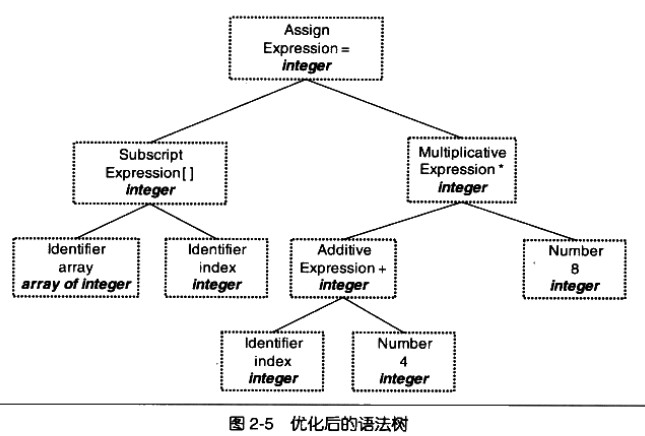 Assign
Expression =
integer
Subscript
Expression[ ]
integer
Multiplicative
Expression *
integer
Identifier
array
array of integer
Identifier
index
integer
Additive
Expression +
integer
Number
8
integer
Identifier
index
integer
Number
4
integer
图 2-5 优化后的语法树